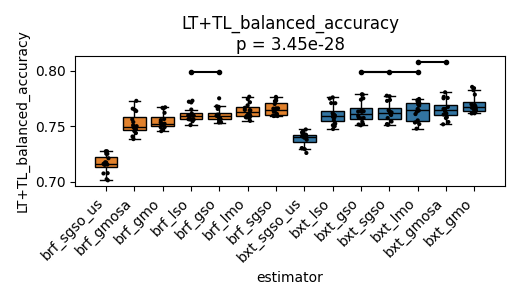 LT+TL_balanced_accuracy
p = 3.45e-28
LT+TL_balanced_accuracy
0.80
0.75
0.70
brf_sgso_us
brf_gmosa
brf_gmo
brf_lso
brf_gso
brf_lmo
brf_sgso
bxt_sgso_us
bxt_lso
bxt_gso
bxt_sgso
bxt_lmo
bxt_gmosa
bxt_gmo
estimator